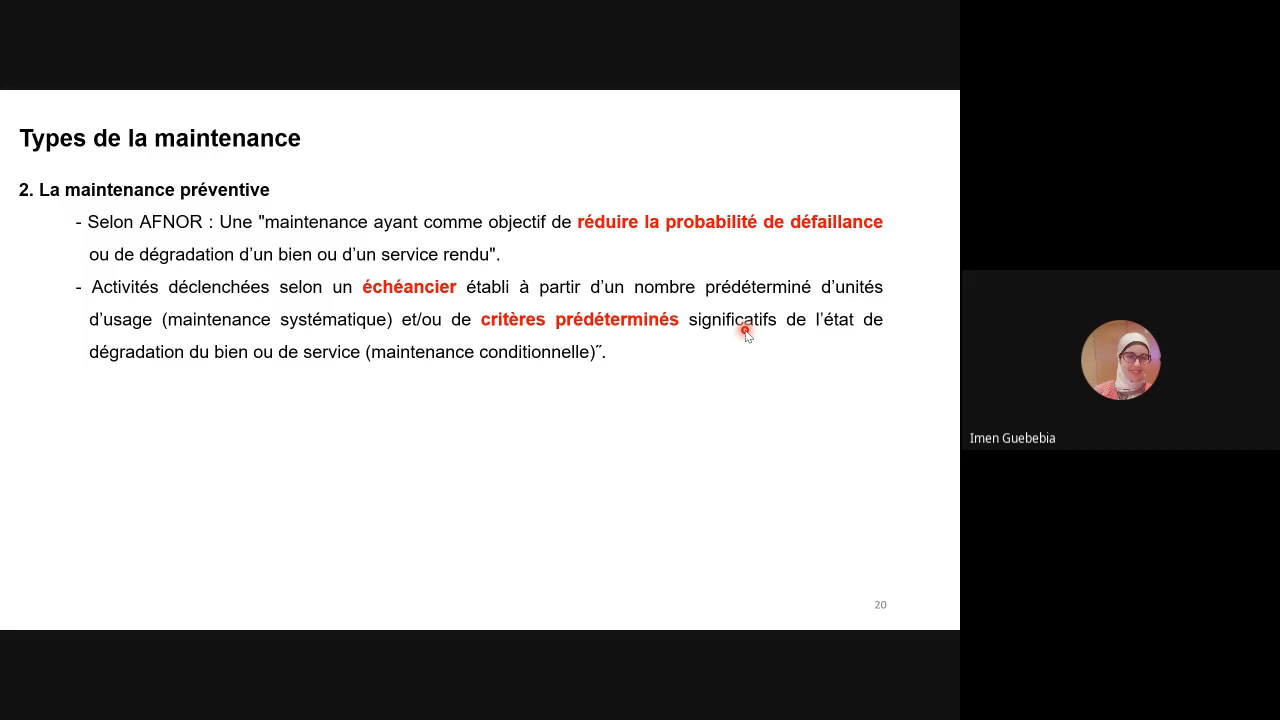 Types de la maintenance
2. La maintenance préventive
- Selon AFNOR : Une "maintenance ayant comme objectif de réduire la probabilité de défaillance
ou de dégradation d’un bien ou d’un service rendu".
- Activités déclenchées selon un échéancier établi à partir d’un nombre prédéterminé d’unités
d’usage (maintenance systématique) et/ou de critères prédéterminés significatifs de l’état de
dégradation du bien ou de service (maintenance conditionnelle)˝.
20
Imen Guebebia